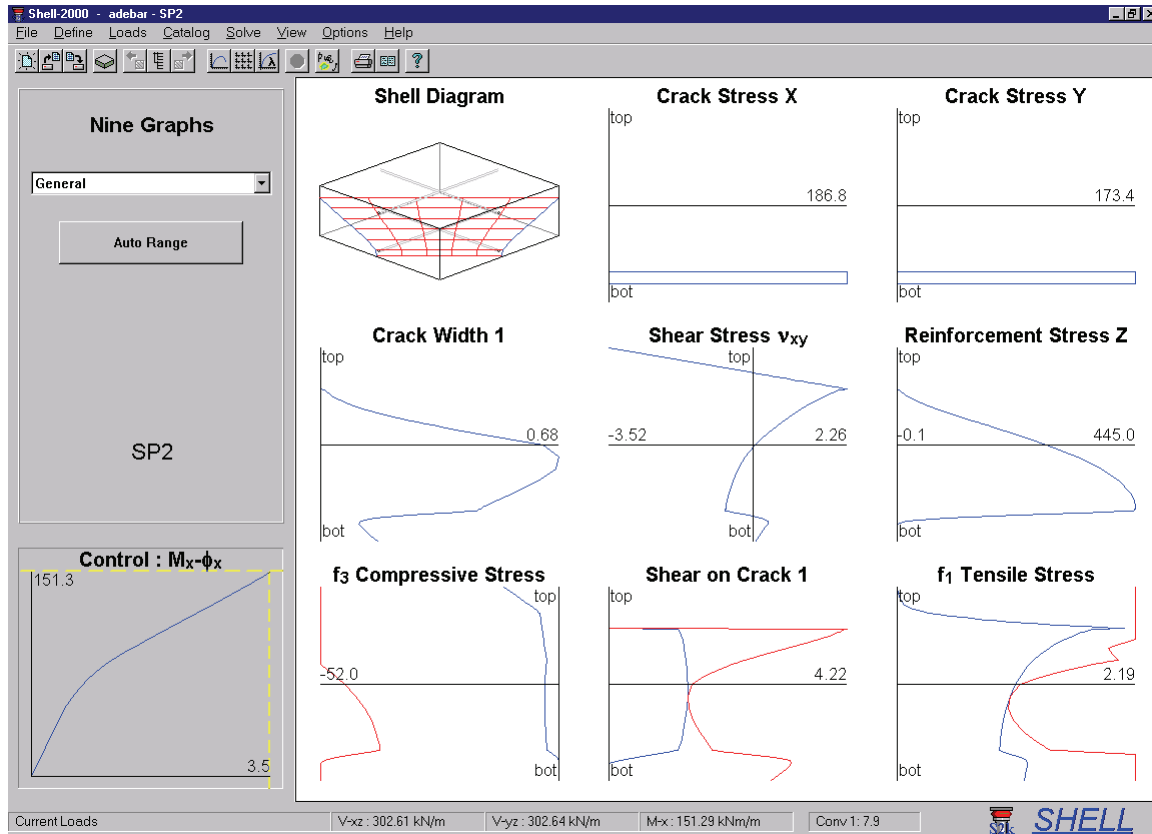 Shell-2000 - adebar - SP2
File Define Loads Catalog Solve View Options Help
Nine Graphs
General
Auto Range
SP2
Control : Mx-ϕx
151.3
3.5
Shell Diagram
Crack Stress X
top
186.8
bot
Crack Stress Y
top
173.4
bot
Crack Width 1
top
0.68
bot
Shear Stress νxy
top
-3.52 2.26
bot
Reinforcement Stress Z
top
-0.1 445.0
bot
f3 Compressive Stress
top
-52.0
bot
Shear on Crack 1
top
4.22
bot
f1 Tensile Stress
top
2.19
bot
Current Loads
V-xz : 302.61 kN/m
V-yz : 302.64 kN/m
M-x : 151.29 kNm/m
Conv 1: 7.9
S2k
SHELL